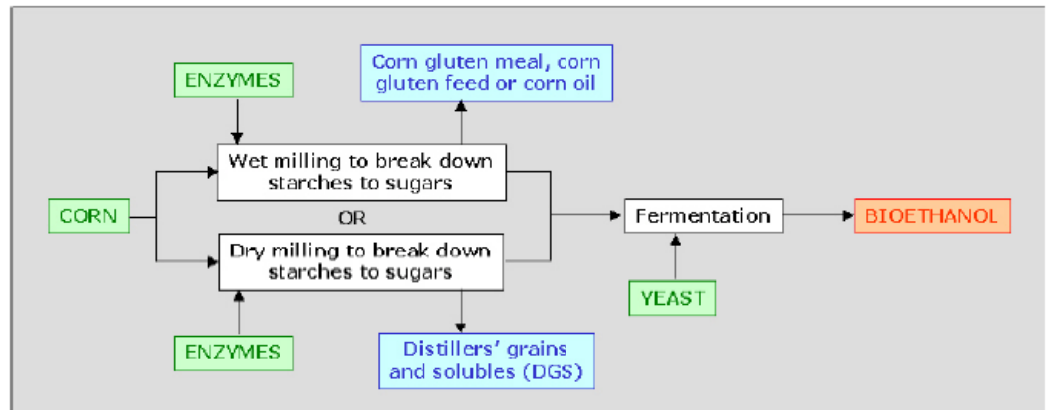 Corn gluten meal, corn
gluten feed or corn oil
ENZYMES
Wet milling to break down
starches to sugars
CORN
OR
Fermentation
BIOETHANOL
Dry milling to break down
starches to sugars
YEAST
ENZYMES
Distillers’ grains
and solubles (DGS)